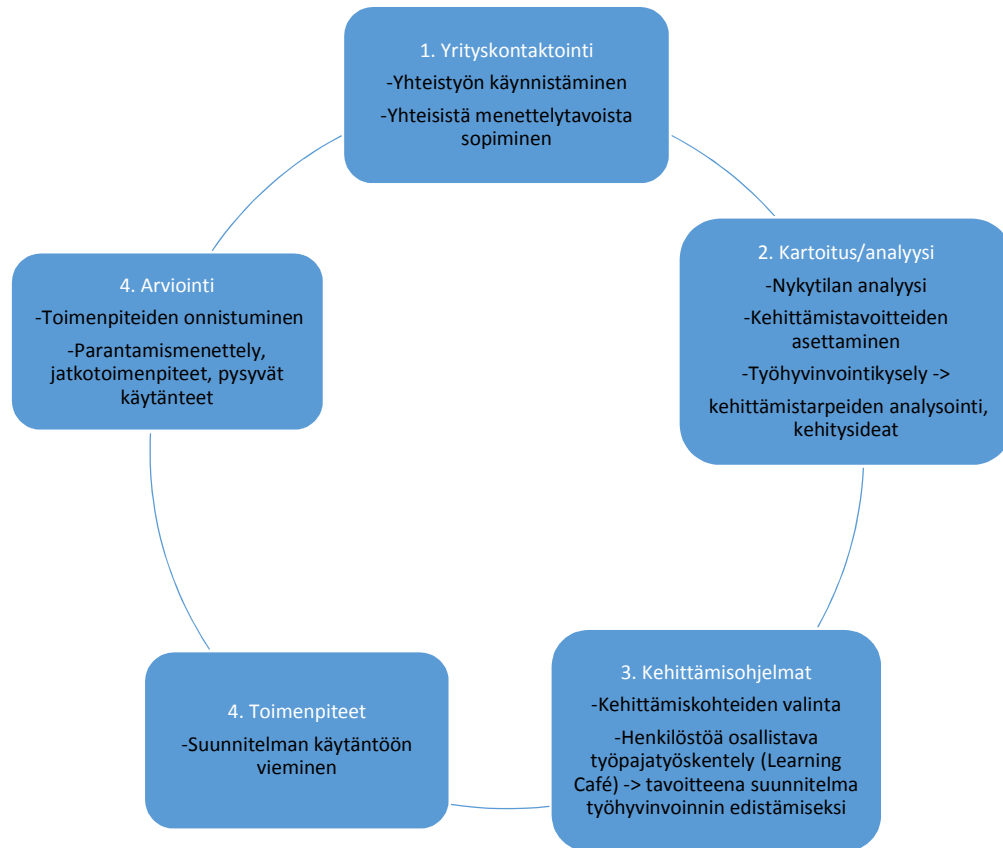 1. Yrityskontaktointi
-Yhteistyön käynnistäminen
-Yhteisistä menettelytavoista
sopiminen
2. Kartoitus/analyysi
-Nykytilan analyysi
-Kehittämistavoitteiden
asettaminen
-Työhyvinvointikysely ->
kehittämistarpeiden analysointi,
kehitysideat
3. Kehittämisohjelmat
-Kehittämiskohteiden valinta
-Henkilöstöä osallistava
työpajatyöskentely (Learning
Café) -> tavoitteena suunnitelma
työhyvinvoinnin edistämiseksi
4. Toimenpiteet
-Suunnitelman käytäntöön
vieminen
4. Arviointi
-Toimenpiteiden onnistuminen
-Parantamismenettely,
jatkotoimenpiteet, pysyvät
käytänteet